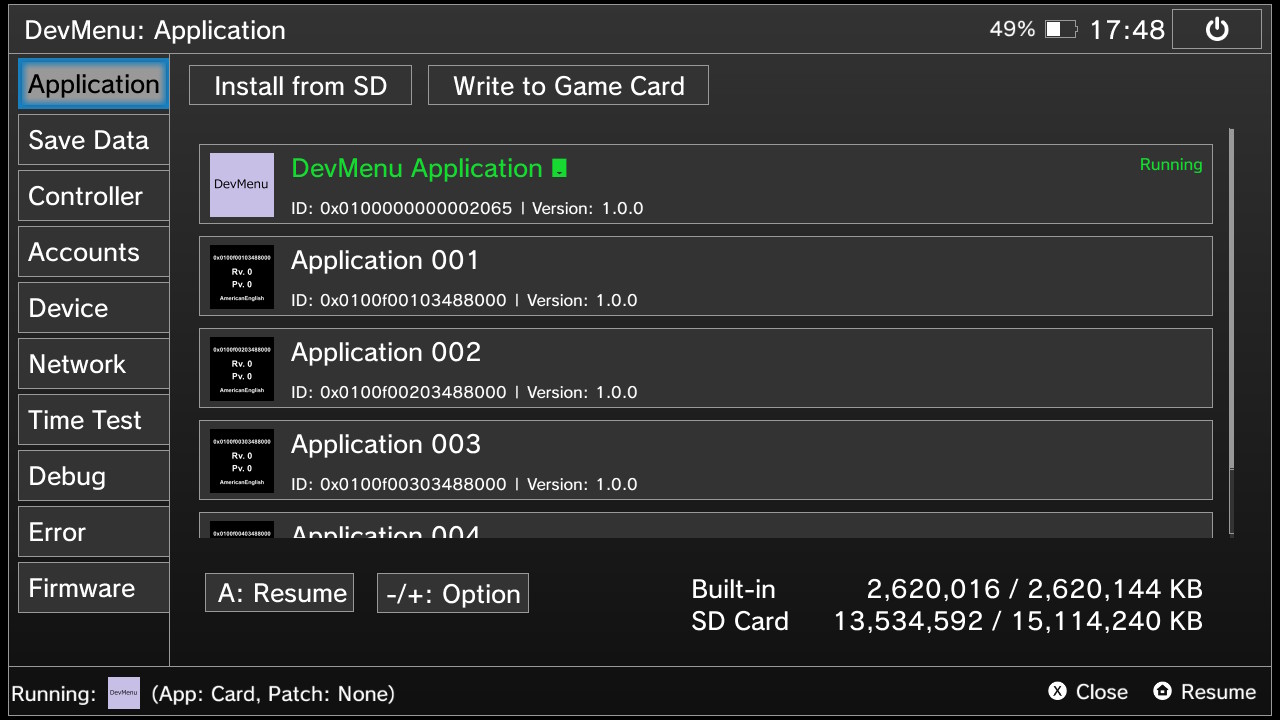 DevMenu: Application
49%
17:48
Application
Save Data
Controller
Accounts
Device
Network
Time Test
Debug
Error
Firmware
Install from SD
Write to Game Card
DevMenu
DevMenu Application
Running
ID: 0x0100000000002065 | Version: 1.0.0
0x0100f00103488000
Rv. 0
Pv. 0
AmericanEnglish
Application 001
ID: 0x0100f00103488000 | Version: 1.0.0
0x0100f00203488000
Rv. 0
Pv. 0
AmericanEnglish
Application 002
ID: 0x0100f00203488000 | Version: 1.0.0
0x0100f00303488000
Rv. 0
Pv. 0
AmericanEnglish
Application 003
ID: 0x0100f00303488000 | Version: 1.0.0
0x0100f00403488000
Application 004
A: Resume
-/+: Option
Built-in 2,620,016 / 2,620,144 KB
SD Card 13,534,592 / 15,114,240 KB
Running: DevMenu (App: Card, Patch: None)
X Close
Resume